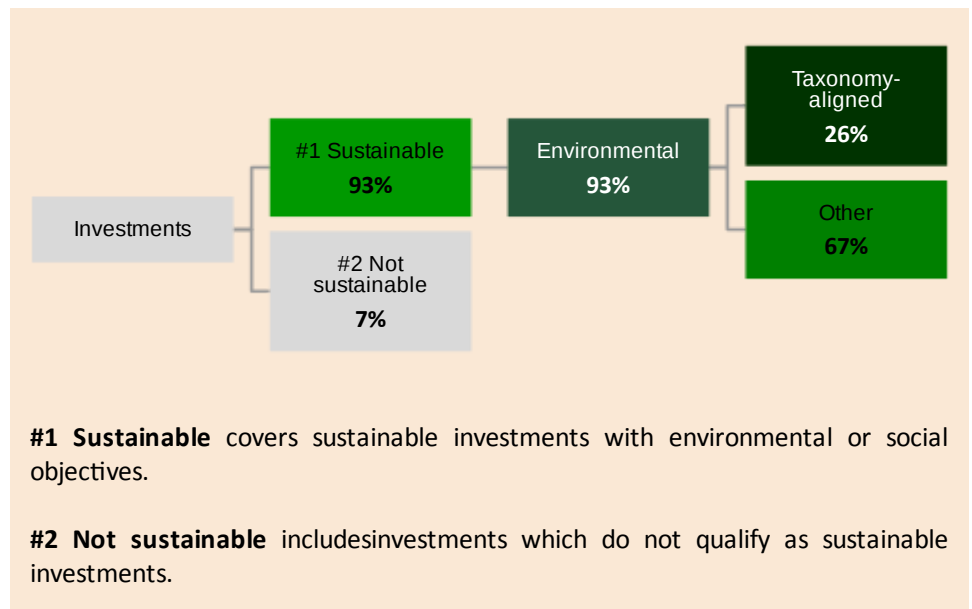 Taxonomy-
aligned
26%
#1 Sustainable
93%
Environmental
93%
Other
67%
Investments
#2 Not
sustainable
7%
#1 Sustainable covers sustainable investments with environmental or social
objectives.
#2 Not sustainable includesinvestments which do not qualify as sustainable
investments.